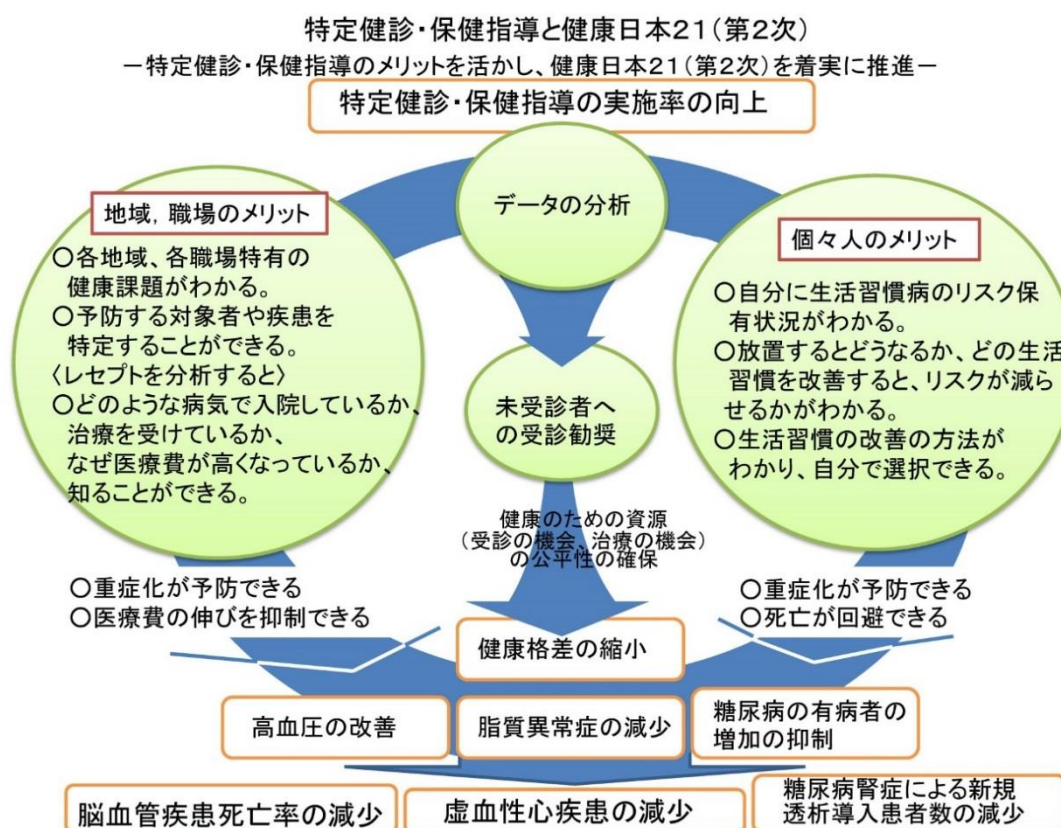 特定健診・保健指導と健康日本21(第2次)
－特定健診・保健指導のメリットを活かし、健康日本21(第2次)を着実に推進－
特定健診・保健指導の実施率の向上
データの分析
地域，職場のメリット
○各地域、各職場特有の
健康課題がわかる。
○予防する対象者や疾患を
特定することができる。
〈レセプトを分析すると〉
○どのような病気で入院しているか、
治療を受けているか、
なぜ医療費が高くなっているか、
知ることができる。
個々人のメリット
○自分に生活習慣病のリスク保
有状況がわかる。
○放置するとどうなるか、どの生活
習慣を改善すると、リスクが減ら
せるかがわかる。
○生活習慣の改善の方法が
わかり、自分で選択できる。
未受診者へ
の受診勧奨
健康のための資源
(受診の機会、治療の機会)
の公平性の確保
○重症化が予防できる
○医療費の伸びを抑制できる
○重症化が予防できる
○死亡が回避できる
健康格差の縮小
高血圧の改善
脂質異常症の減少
糖尿病の有病者の
増加の抑制
脳血管疾患死亡率の減少
虚血性心疾患の減少
糖尿病腎症による新規
透析導入患者数の減少